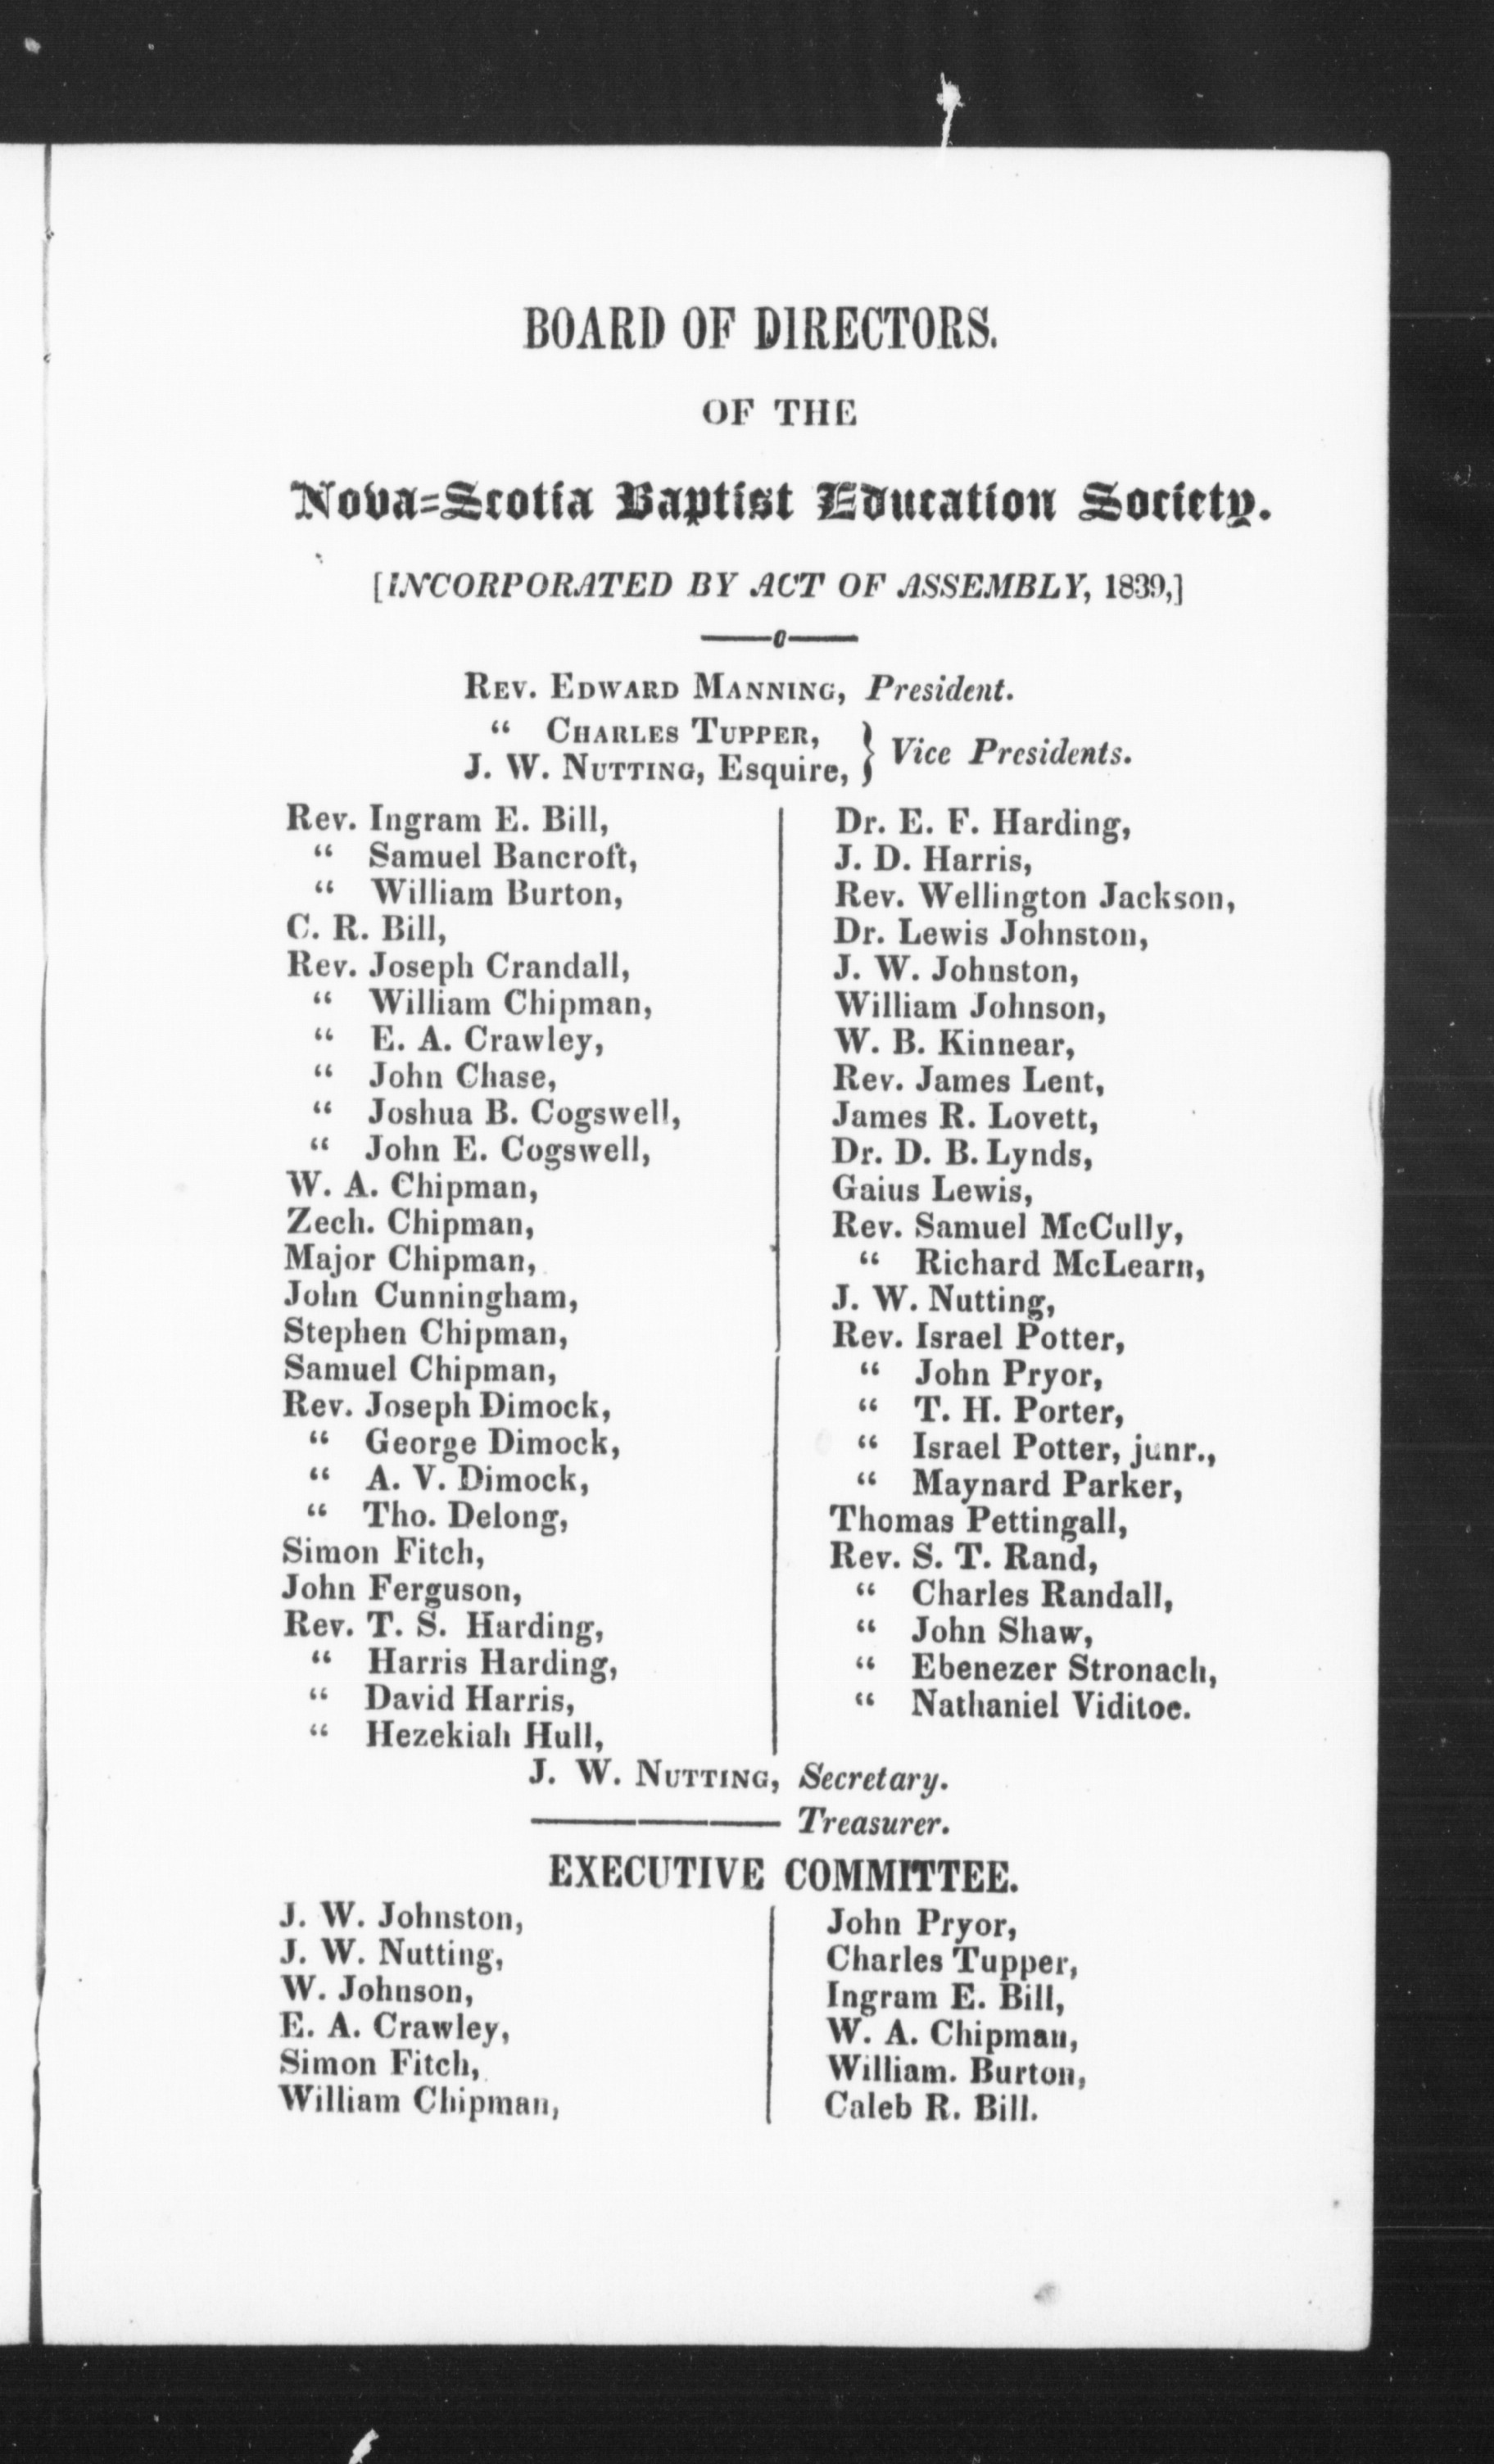 BOARD OF DIRECTORS.
OF THE
Nova-Scotia Baptist Education Society.
[INCORPORATED BY ACT OF ASSEMBLY, 1839,]
REV. EDWARD MANNING, President.
“ CHARLES TUPPER,
J. W. NUTTING, Esquire, } Vice Presidents.
Rev. Ingram E. Bill,
“ Samuel Bancroft,
“ William Burton,
C. R. Bill,
Rev. Joseph Crandall,
“ William Chipman,
“ E. A. Crawley,
“ John Chase,
“ Joshua B. Cogswell,
“ John E. Cogswell,
W. A. Chipman,
Zech. Chipman,
Major Chipman,
John Cunningham,
Stephen Chipman,
Samuel Chipman,
Rev. Joseph Dimock,
“ George Dimock,
“ A. V. Dimock,
“ Tho. Delong,
Simon Fitch,
John Ferguson,
Rev. T. S. Harding,
“ Harris Harding,
“ David Harris,
“ Hezekiah Hull,
Dr. E. F. Harding,
J. D. Harris,
Rev. Wellington Jackson,
Dr. Lewis Johnston,
J. W. Johnston,
William Johnson,
W. B. Kinnear,
Rev. James Lent,
James R. Lovett,
Dr. D. B. Lynds,
Gaius Lewis,
Rev. Samuel McCully,
“ Richard McLearn,
J. W. Nutting,
Rev. Israel Potter,
“ John Pryor,
“ T. H. Porter,
“ Israel Potter, junr.,
“ Maynard Parker,
Thomas Pettingall,
Rev. S. T. Rand,
“ Charles Randall,
“ John Shaw,
“ Ebenezer Stronach,
“ Nathaniel Viditoe.
J. W. NUTTING, Secretary.
——— Treasurer.
EXECUTIVE COMMITTEE.
J. W. Johnston,
J. W. Nutting,
W. Johnson,
E. A. Crawley,
Simon Fitch,
William Chipman,
John Pryor,
Charles Tupper,
Ingram E. Bill,
W. A. Chipman,
William. Burton,
Caleb R. Bill.